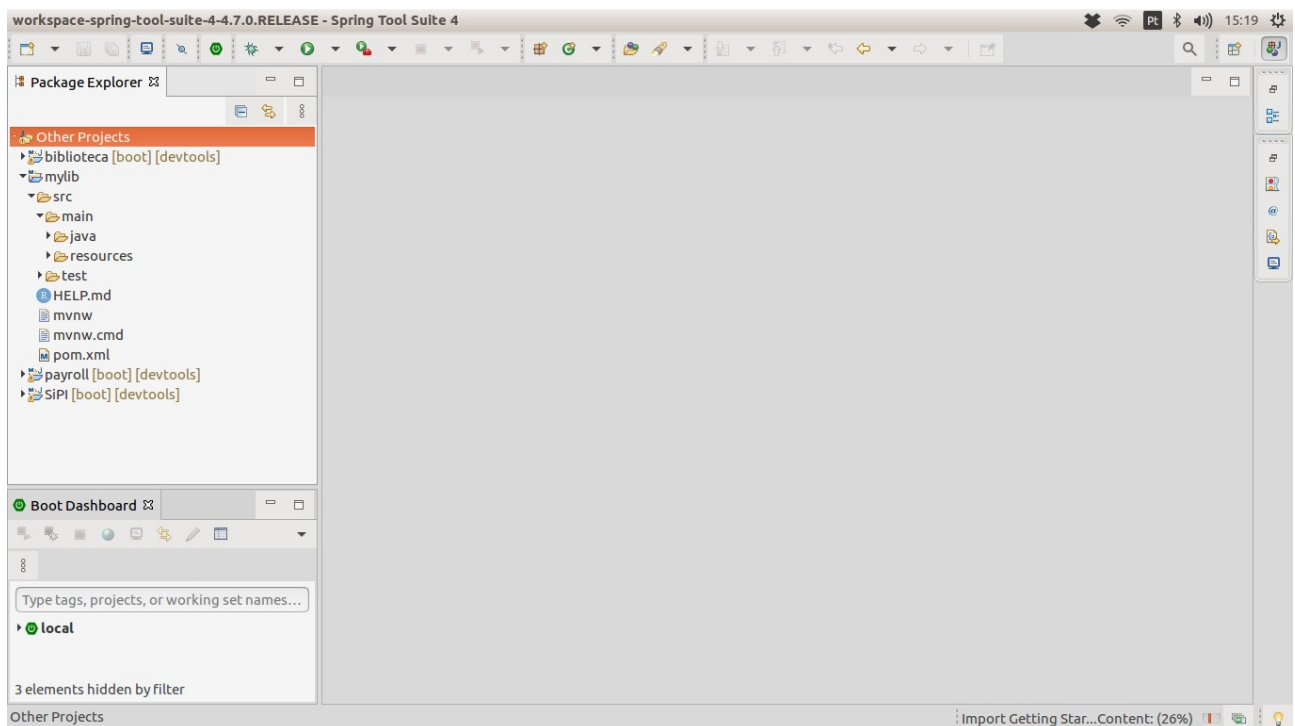 workspace-spring-tool-suite-4-4.7.0.RELEASE - Spring Tool Suite 4
Pt
15:19
Package Explorer
Other Projects
biblioteca [boot] [devtools]
mylib
src
main
java
resources
test
HELP.md
mvnw
mvnw.cmd
pom.xml
payroll [boot] [devtools]
SiPI [boot] [devtools]
Boot Dashboard
Type tags, projects, or working set names...
local
3 elements hidden by filter
Other Projects
Import Getting Star...Content: (26%)